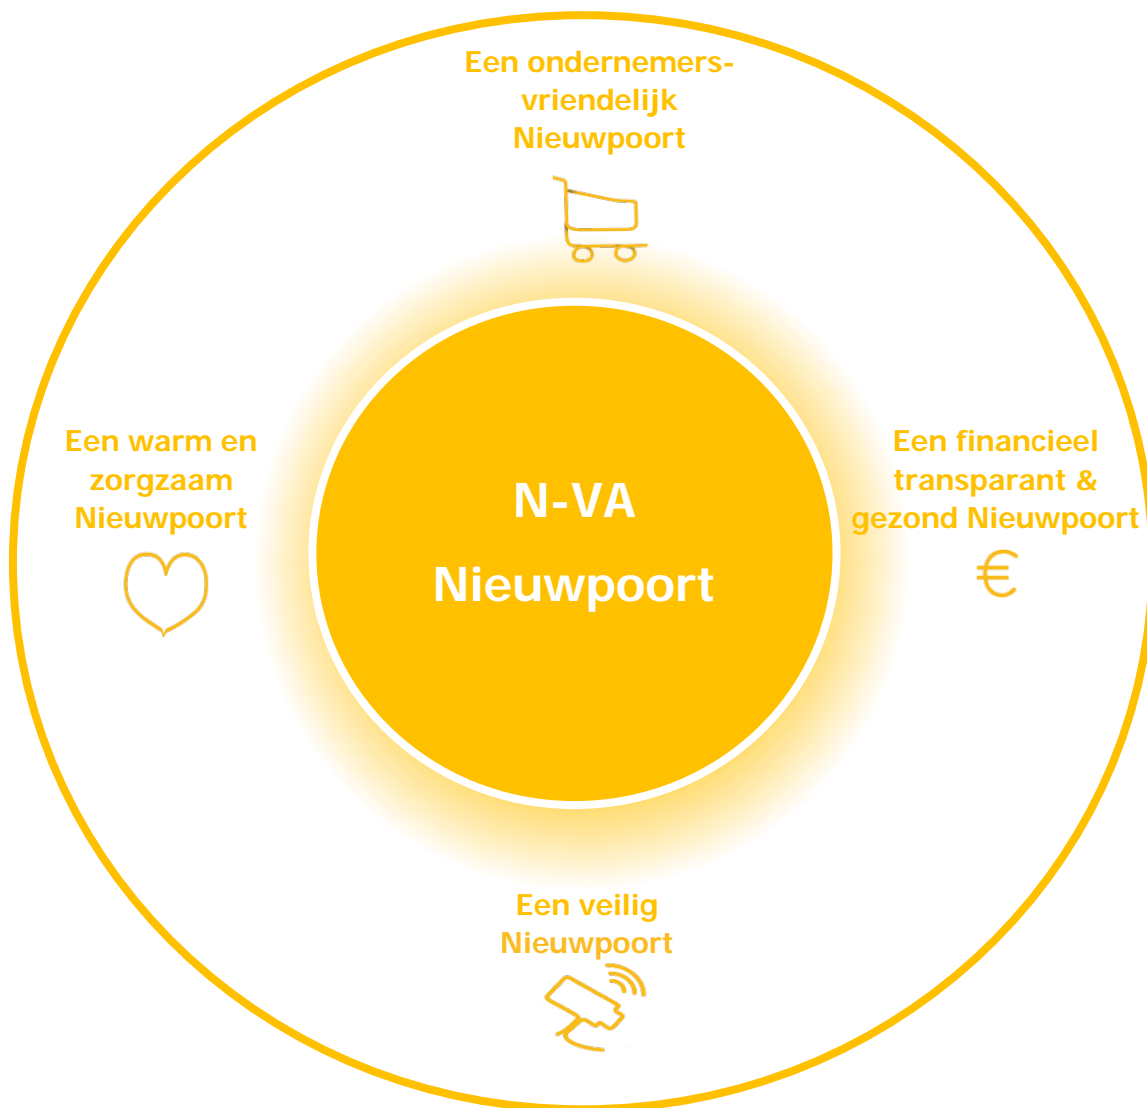 Een ondernemers-
vriendelijk
Nieuwpoort
Een warm en
zorgzaam
Nieuwpoort
N-VA
Nieuwpoort
Een financieel
transparant &
gezond Nieuwpoort
€
Een veilig
Nieuwpoort